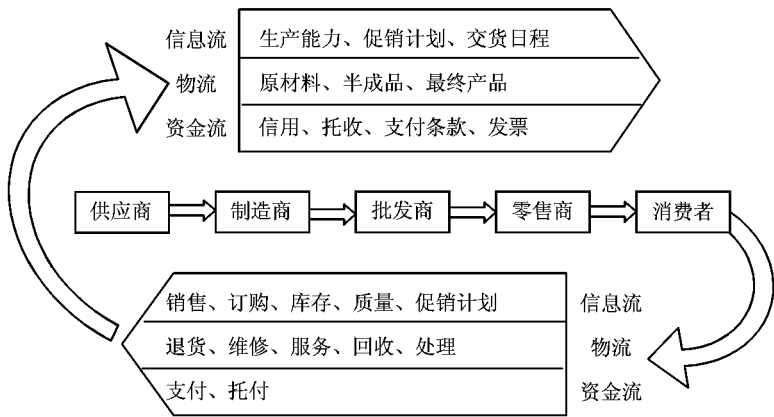 信息流 生产能力、促销计划、交货日程
物流 原材料、半成品、最终产品
资金流 信用、托收、支付条款、发票
供应商 制造商 批发商 零售商 消费者
销售、订购、库存、质量、促销计划 信息流
退货、维修、服务、回收、处理 物流
支付、托付 资金流